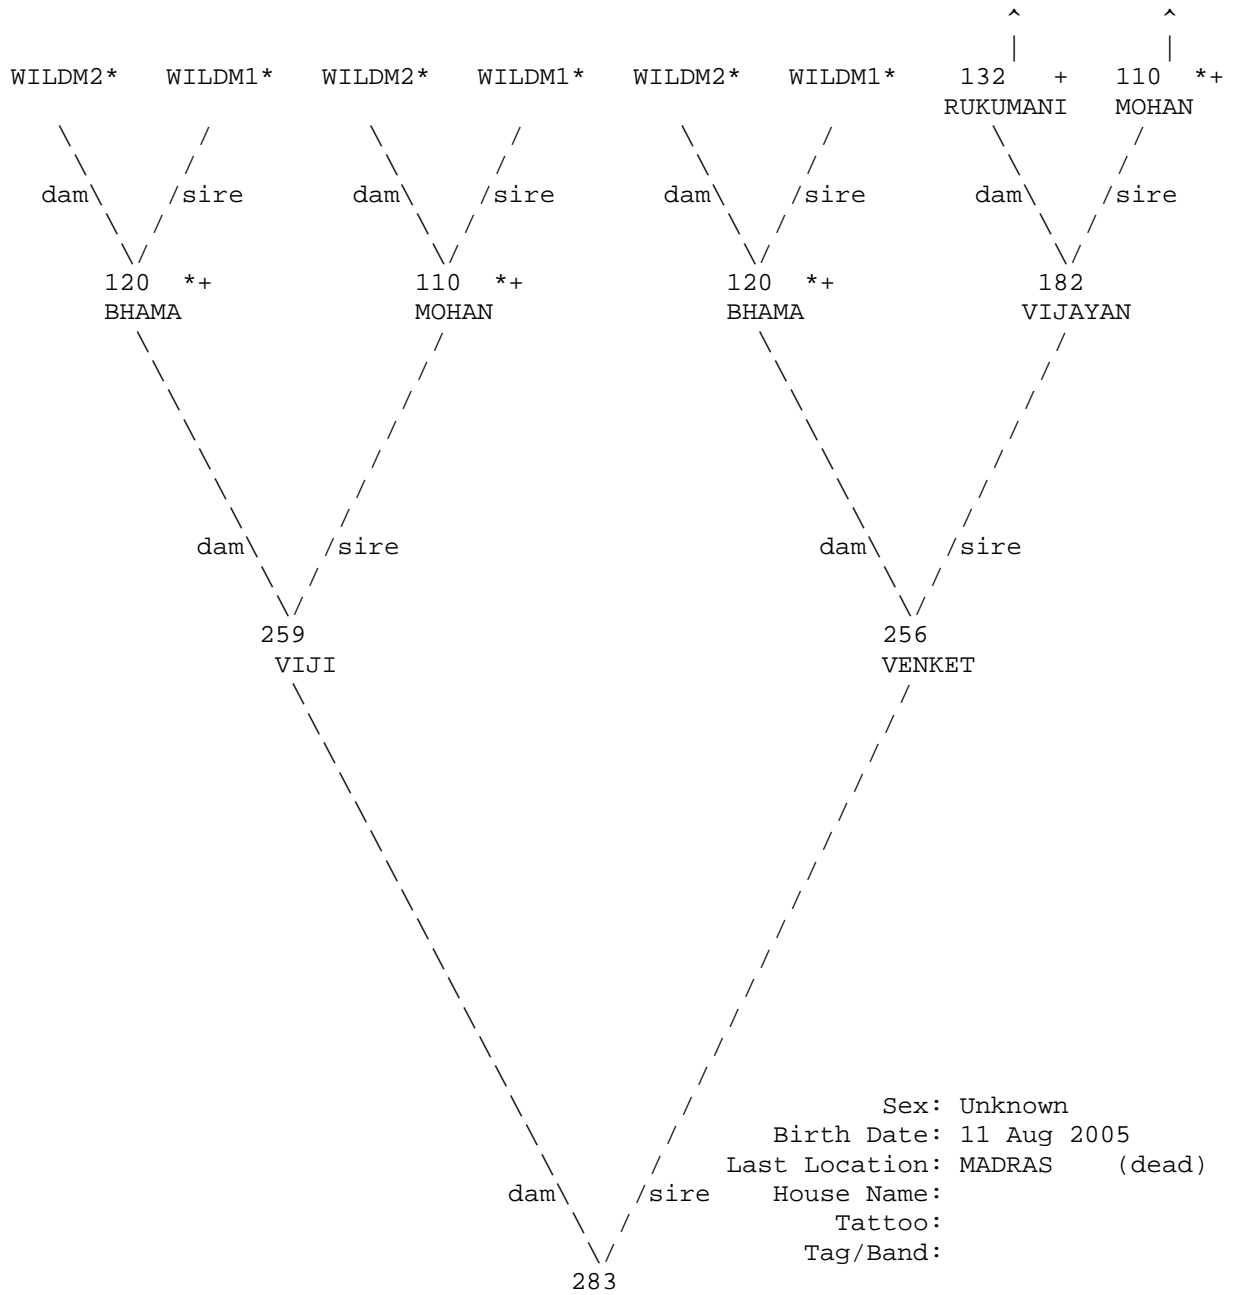 WILDM2* WILDM1* WILDM2* WILDM1* WILDM2* WILDM1* 132 + 110 *+
RUKUMANI MOHAN
dam sire dam sire dam sire dam sire
120 *+ 110 *+ 120 *+ 182
BHAMA MOHAN BHAMA VIJAYAN
dam sire dam sire
259 256
VIJI VENKET
Sex: Unknown
Birth Date: 11 Aug 2005
Last Location: MADRAS (dead)
dam sire House Name:
Tattoo:
Tag/Band:
283